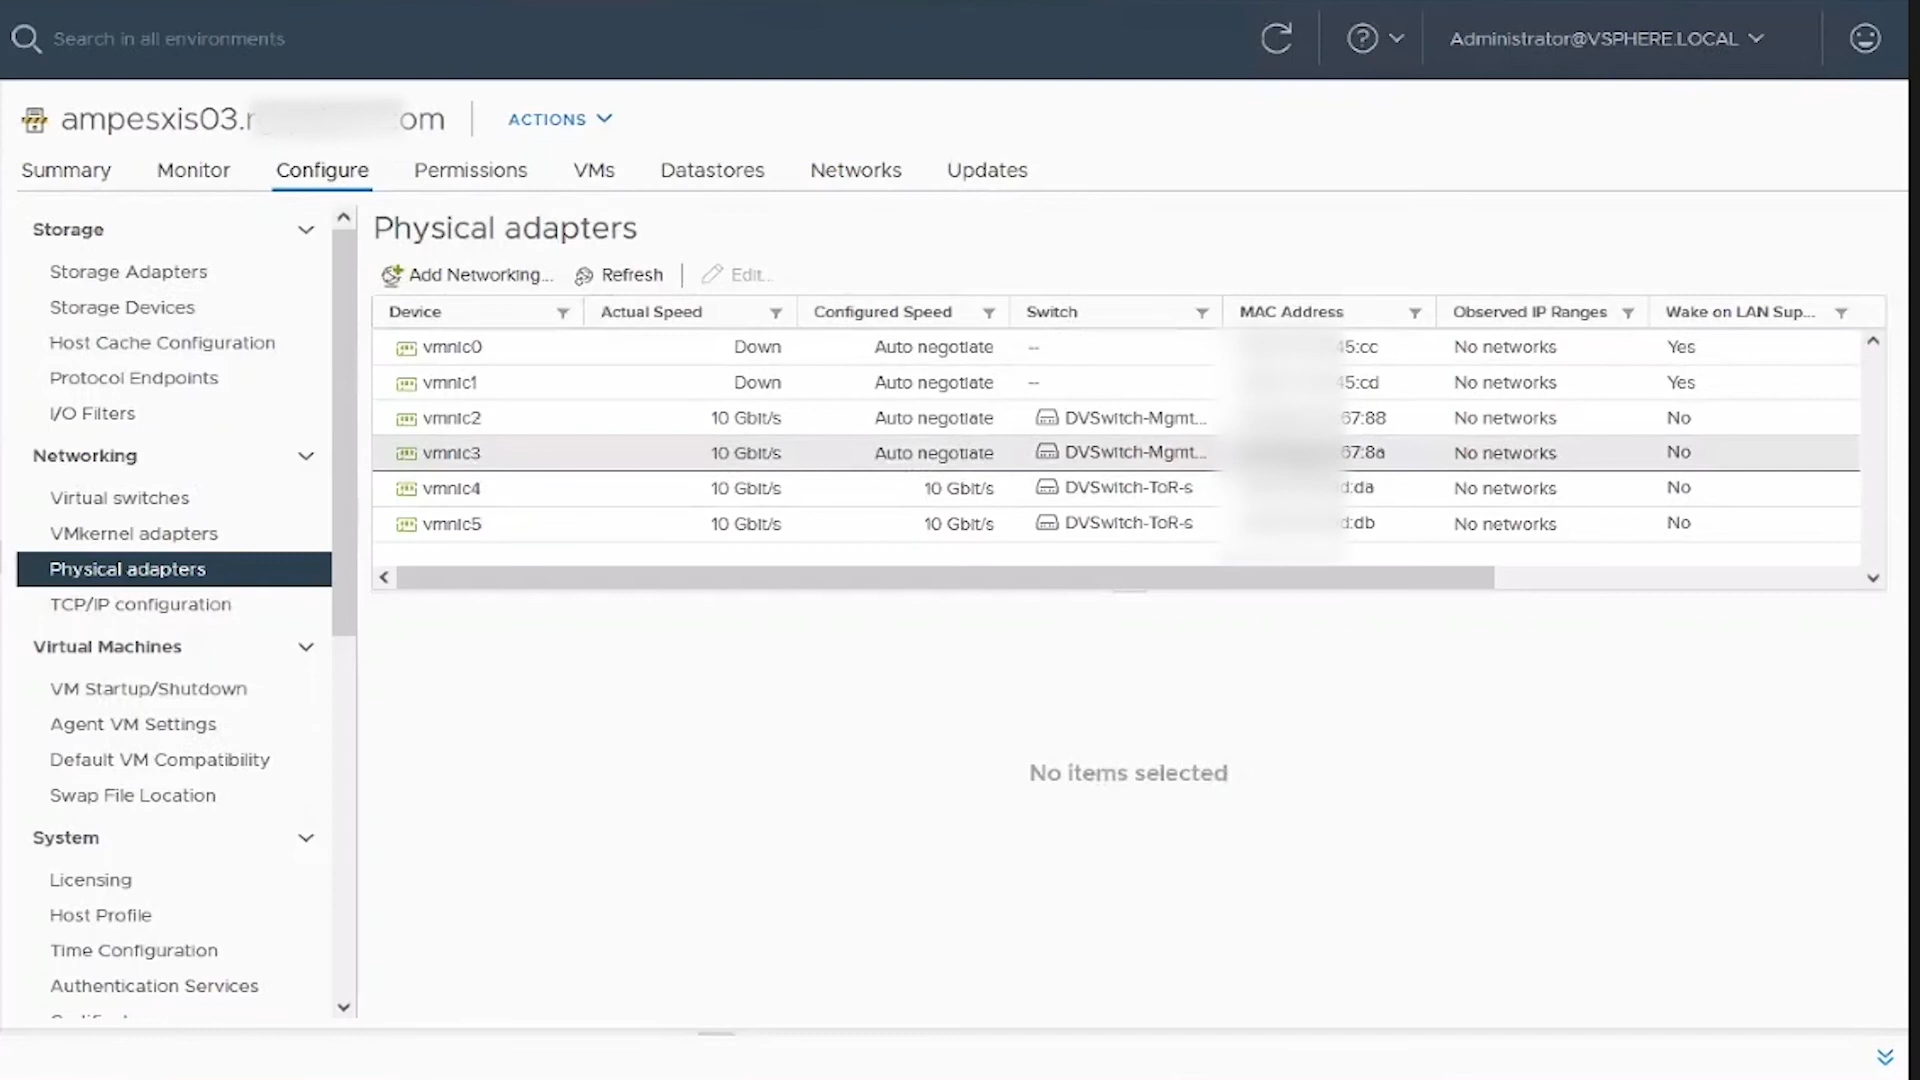 Search in all environments
Administrator@VSPHERE.LOCAL
ampesxis03.r om
ACTIONS
Summary Monitor Configure Permissions VMs Datastores Networks Updates
Storage
Storage Adapters
Storage Devices
Host Cache Configuration
Protocol Endpoints
I/O Filters
Networking
Virtual switches
VMkernel adapters
Physical adapters
TCP/IP configuration
Virtual Machines
VM Startup/Shutdown
Agent VM Settings
Default VM Compatibility
Swap File Location
System
Licensing
Host Profile
Time Configuration
Authentication Services
Physical adapters
Add Networking... Refresh Edit...
Device Actual Speed Configured Speed Switch MAC Address Observed IP Ranges Wake on LAN Sup...
vmnic0 Down Auto negotiate -- 45:cc No networks Yes
vmnic1 Down Auto negotiate -- 45:cd No networks Yes
vmnic2 10 Gbit/s Auto negotiate DVSwitch-Mgmt... 67:88 No networks No
vmnic3 10 Gbit/s Auto negotiate DVSwitch-Mgmt... 67:8a No networks No
vmnic4 10 Gbit/s 10 Gbit/s DVSwitch-ToR-s d:da No networks No
vmnic5 10 Gbit/s 10 Gbit/s DVSwitch-ToR-s d:db No networks No
No items selected